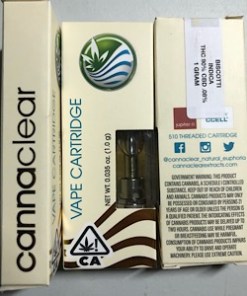 cannaclear
VAPE CARTRIDGE
NET WT. 0.035 oz. (1.0 g)
CA
BISCOTTI
INDICA
THC 90% CBD .08%
1 GRAM
510 THREADED CARTRIDGE
@cannaclear_natural_euphoria
cannaclearextracts.com
GOVERNMENT WARNING: THIS PRODUCT
CONTAINS CANNABIS, A SCHEDULE I CONTROLLED
SUBSTANCE. KEEP OUT OF REACH OF CHILDREN
AND ANIMALS. CANNABIS PRODUCTS MAY ONLY
BE POSSESSED OR CONSUMED BY PERSONS 21
YEARS OF AGE OR OLDER UNLESS THE PERSON IS
A QUALIFIED PATIENT. THE INTOXICATING EFFECTS
OF CANNABIS PRODUCTS MAY BE DELAYED UP TO
TWO HOURS. CANNABIS USE WHILE PREGNANT
OR BREASTFEEDING MAY BE HARMFUL.
CONSUMPTION OF CANNABIS PRODUCTS IMPAIRS
YOUR ABILITY TO DRIVE AND OPERATE
MACHINERY. PLEASE USE EXTREME CAUTION.